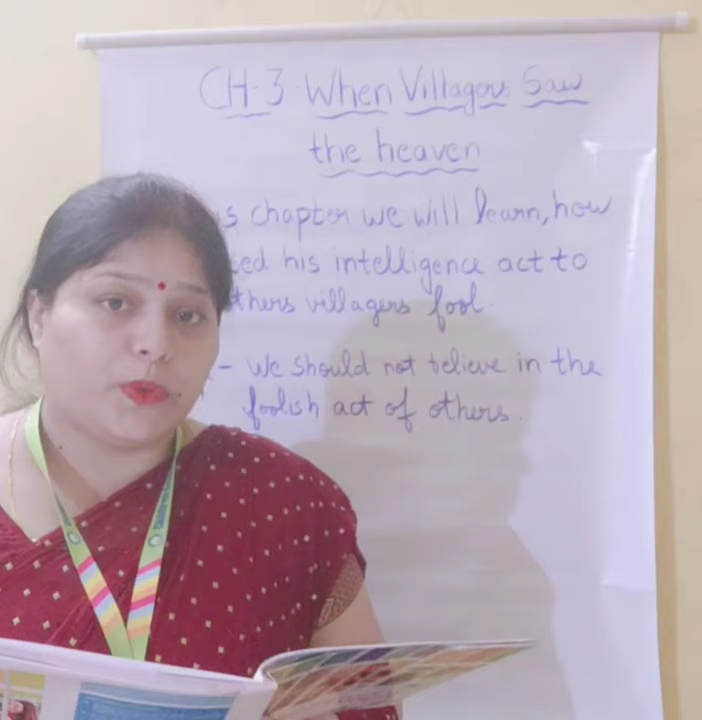 CH-3 When Villagers Saw
the heaven
s chapter we will learn, how
sed his intelligence act to
thers villagers fool.
- We should not believe in the
foolish act of others.